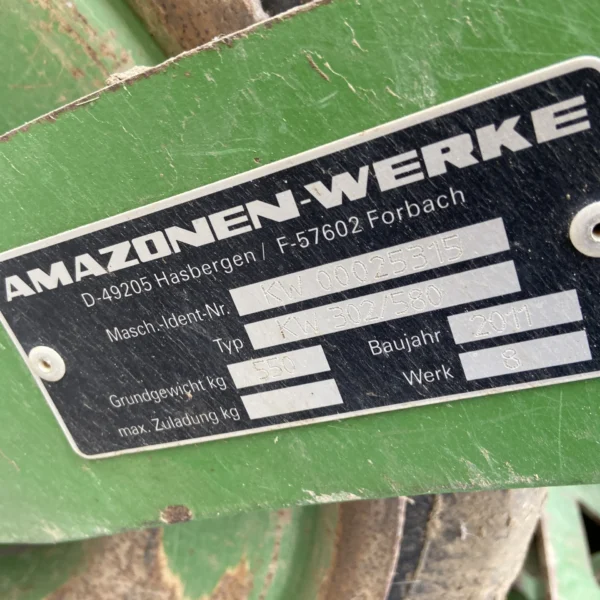 AMAZONEN-WERKE
D-49205 Hasbergen / F-57602 Forbach
Masch.-Ident-Nr. KW 00025315
Typ KW 302/580
Grundgewicht kg 550 Baujahr 2011
max. Zuladung kg Werk 8